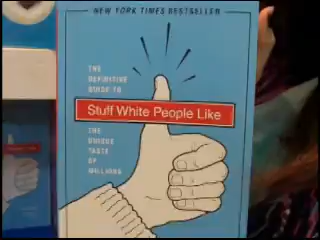 NEW YORK TIMES BESTSELLER
THE
DEFINITIVE
GUIDE TO
Stuff White People Like
THE
UNIQUE
TASTE
OF
MILLIONS